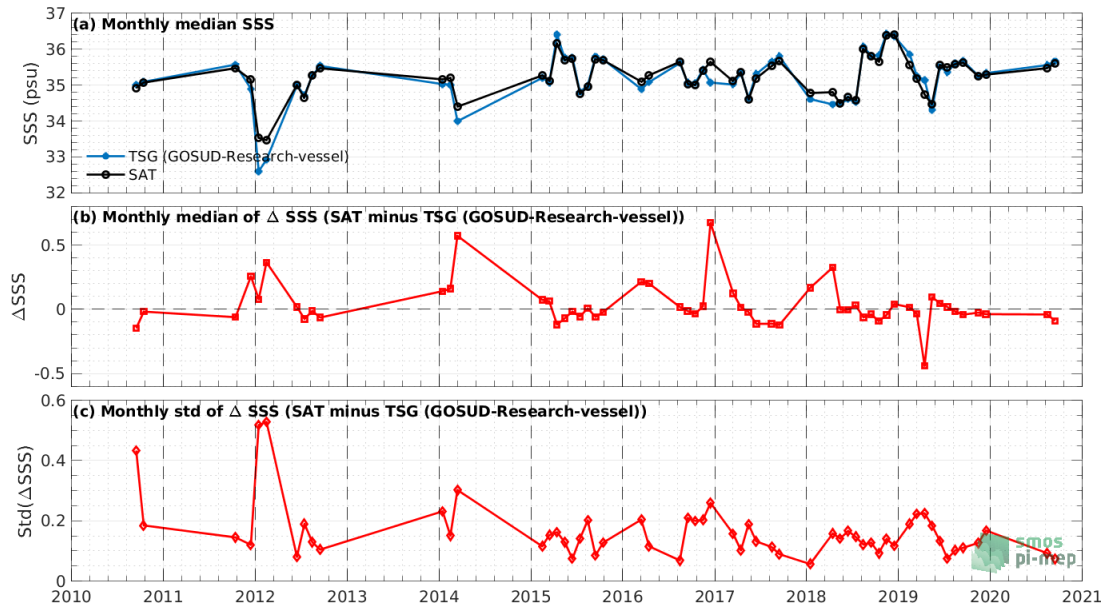 (a) Monthly median SSS
37
36
35
34
33
32
SSS (psu)
TSG (GOSUD-Research-vessel)
SAT
(b) Monthly median of Δ SSS (SAT minus TSG (GOSUD-Research-vessel))
0.5
0
-0.5
ΔSSS
(c) Monthly std of Δ SSS (SAT minus TSG (GOSUD-Research-vessel))
0.6
0.4
0.2
0
Std(ΔSSS)
smos
pi-mep
2010 2011 2012 2013 2014 2015 2016 2017 2018 2019 2020 2021